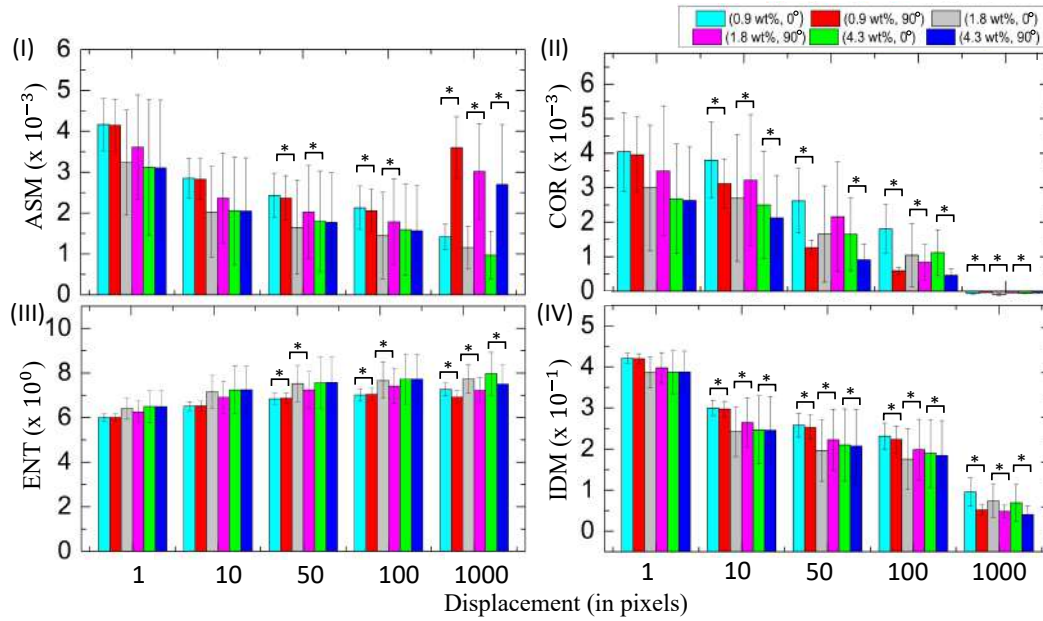 (0.9 wt%, 0°) (0.9 wt%, 90°) (1.8 wt%, 0°)
(1.8 wt%, 90°) (4.3 wt%, 0°) (4.3 wt%, 90°)
(I)
ASM (x 10⁻³)
6
5
4
3
2
1
0
* * * * * * *
(II)
COR (x 10⁻³)
6
5
4
3
2
1
0
* * * * * * * * * * *
(III)
ENT (x 10⁰)
10
8
6
4
2
0
* * * * * * *
(IV)
IDM (x 10⁻¹)
5
4
3
2
1
0
* * * * * * * * * * * *
1 10 50 100 1000
1 10 50 100 1000
Displacement (in pixels)